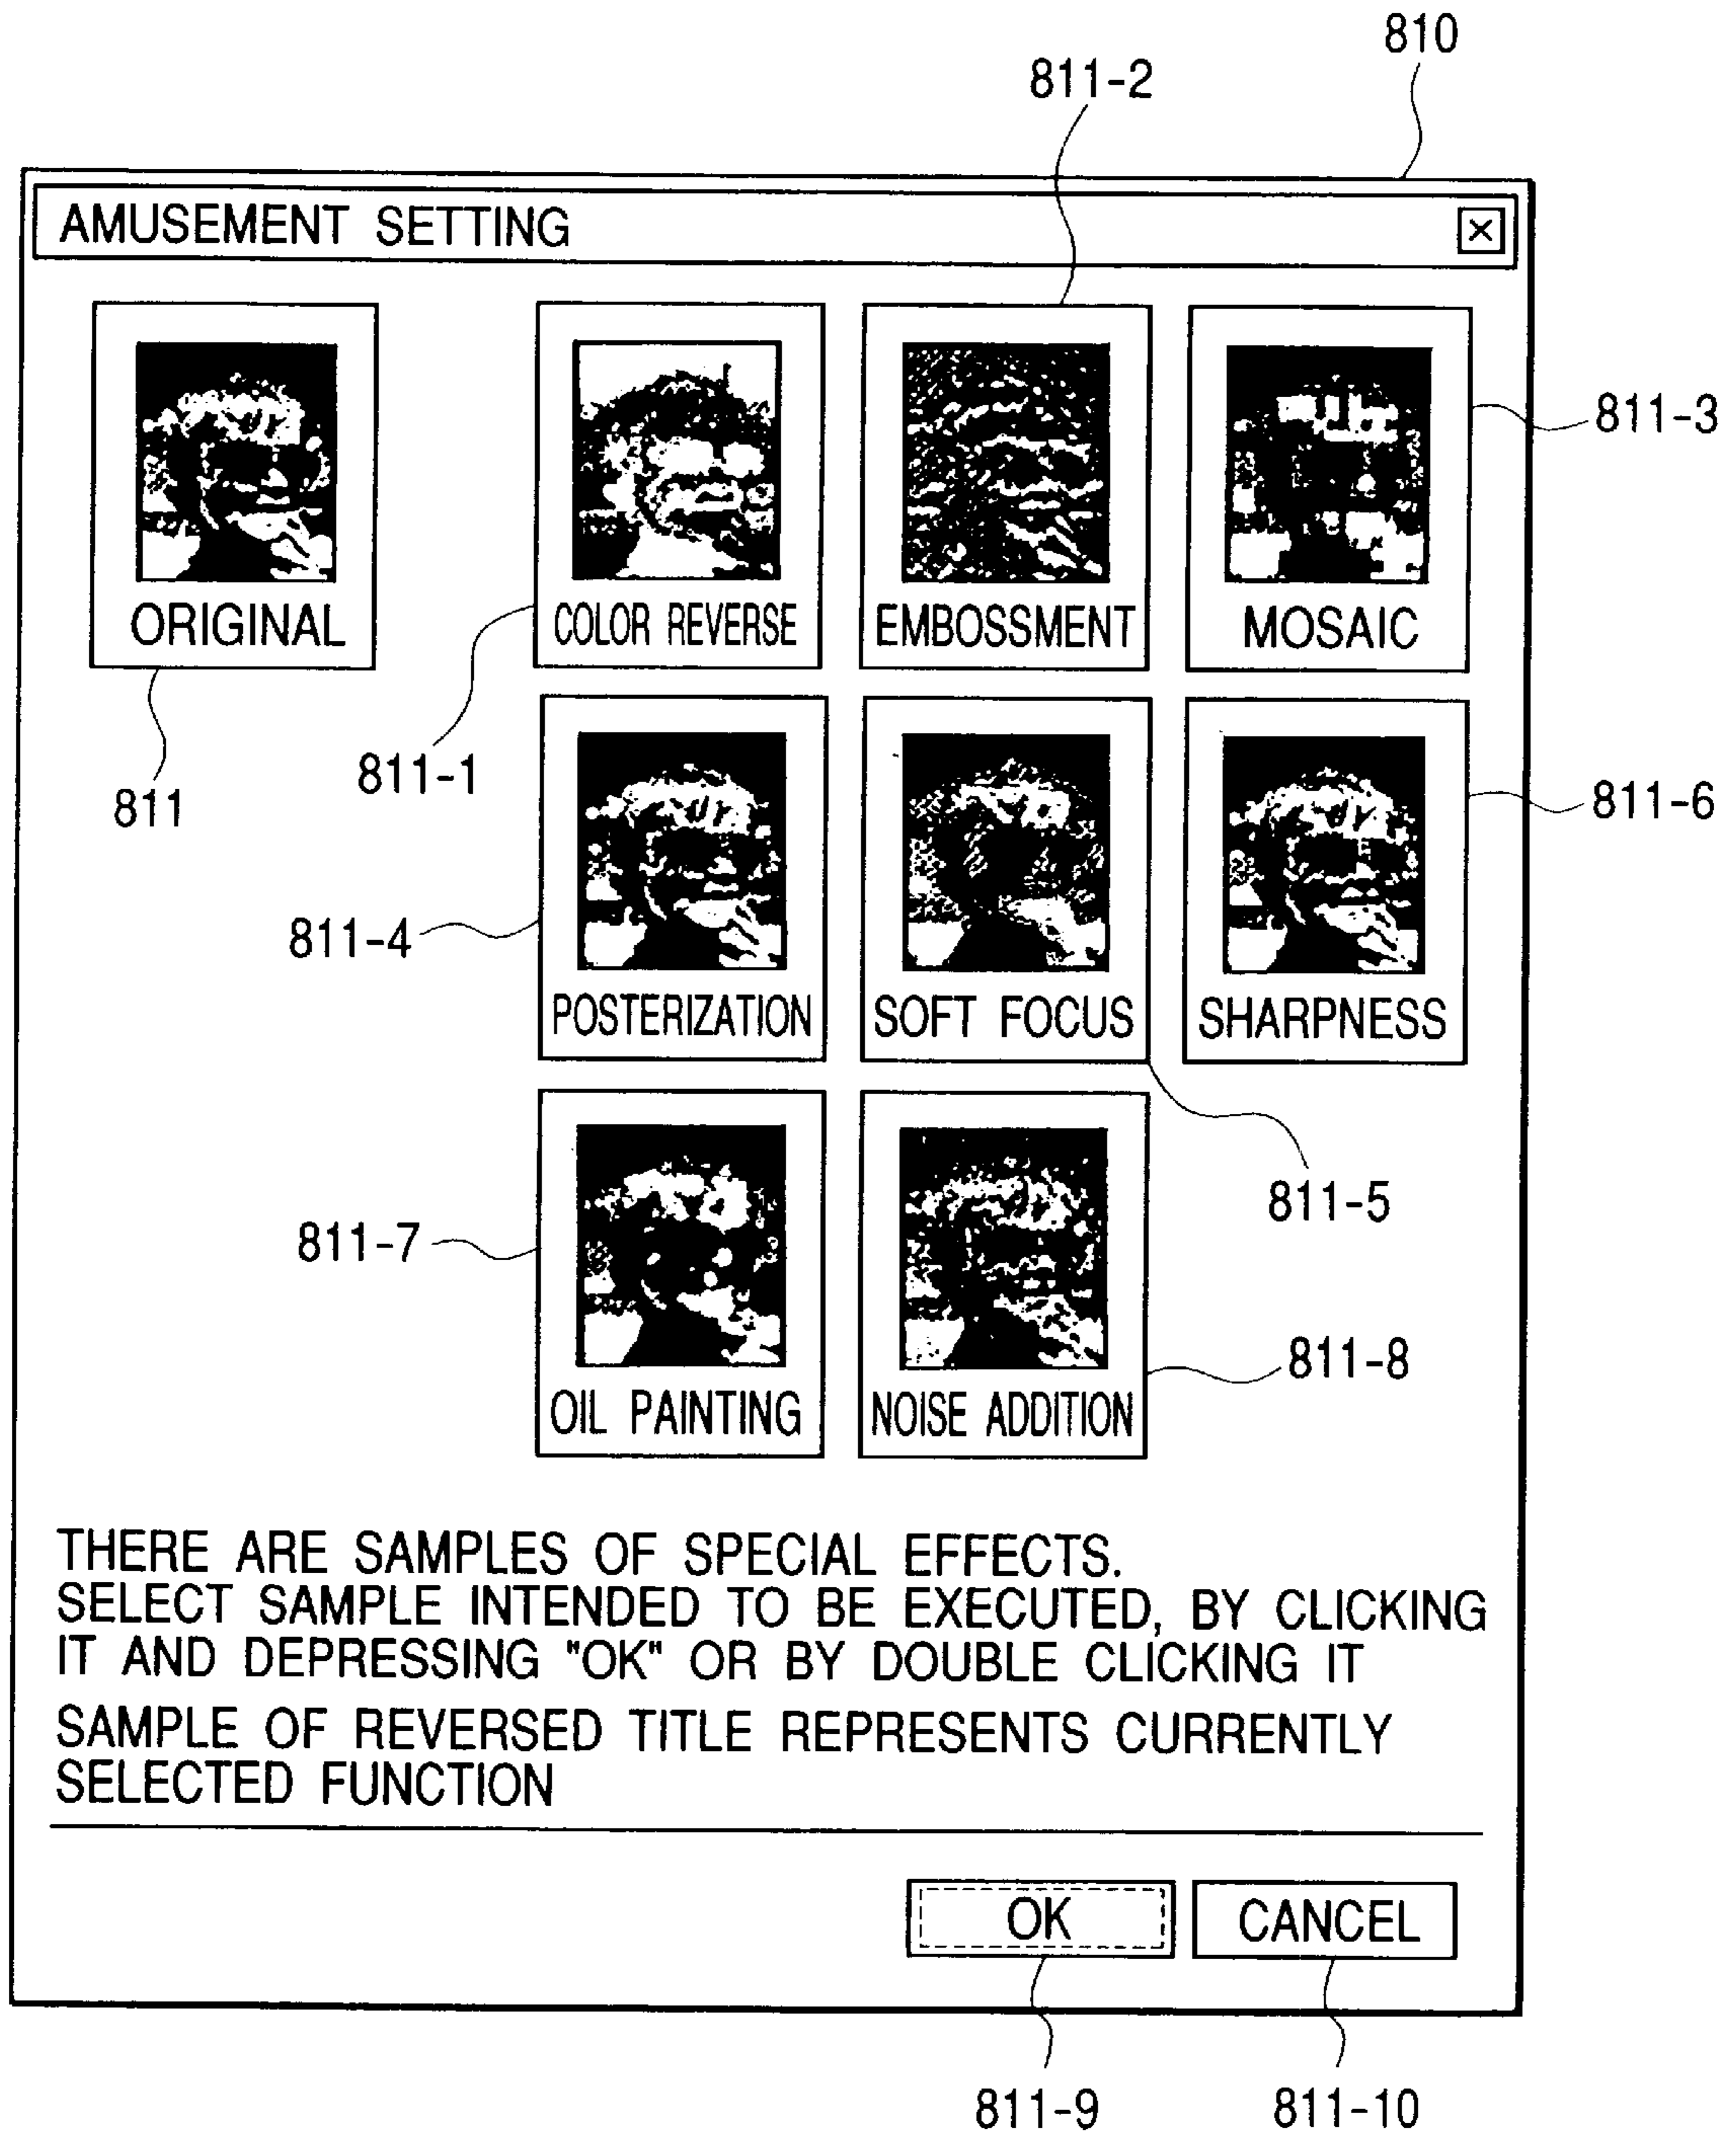 810
811-2
AMUSEMENT SETTING
811-3
ORIGINAL
COLOR REVERSE
EMBOSSMENT
MOSAIC
811-1
811
811-6
811-4
POSTERIZATION
SOFT FOCUS
SHARPNESS
811-5
811-7
811-8
OIL PAINTING
NOISE ADDITION
THERE ARE SAMPLES OF SPECIAL EFFECTS.
SELECT SAMPLE INTENDED TO BE EXECUTED, BY CLICKING
IT AND DEPRESSING "OK" OR BY DOUBLE CLICKING IT
SAMPLE OF REVERSED TITLE REPRESENTS CURRENTLY
SELECTED FUNCTION
OK
CANCEL
811-9
811-10